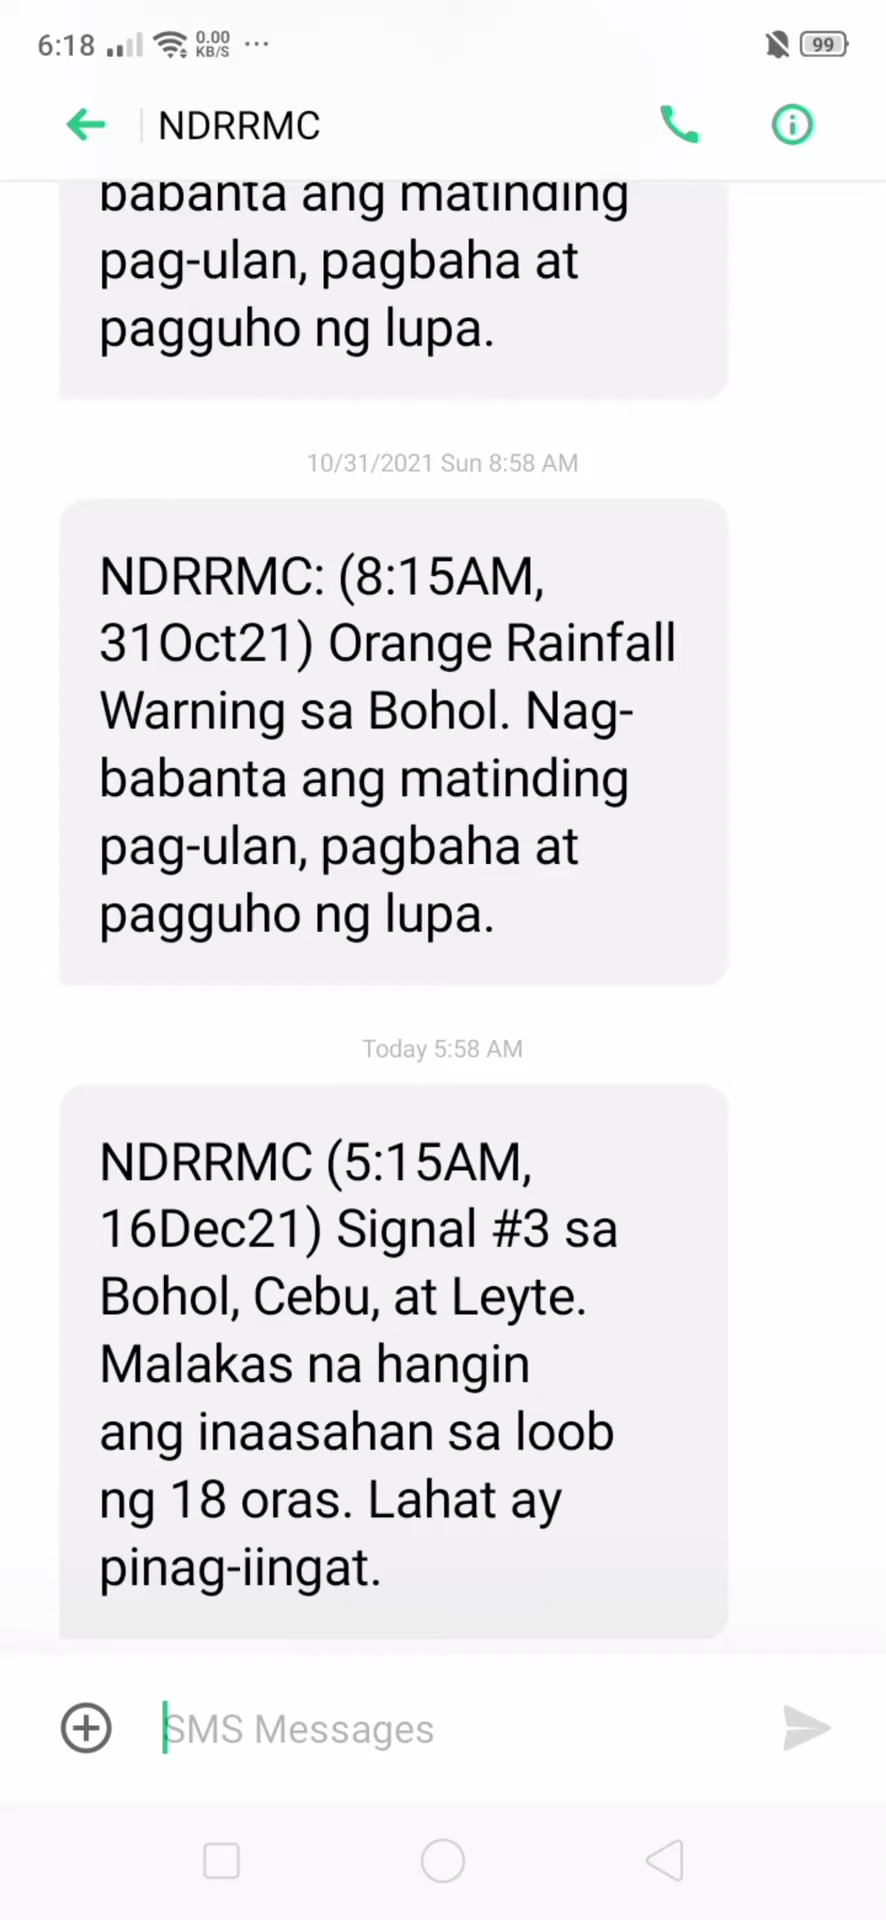 6:18
0.00
KB/S
99
NDRRMC
babanta ang matinding
pag-ulan, pagbaha at
pagguho ng lupa.
10/31/2021 Sun 8:58 AM
NDRRMC: (8:15AM,
31Oct21) Orange Rainfall
Warning sa Bohol. Nag-
babanta ang matinding
pag-ulan, pagbaha at
pagguho ng lupa.
Today 5:58 AM
NDRRMC (5:15AM,
16Dec21) Signal #3 sa
Bohol, Cebu, at Leyte.
Malakas na hangin
ang inaasahan sa loob
ng 18 oras. Lahat ay
pinag-iingat.
SMS Messages